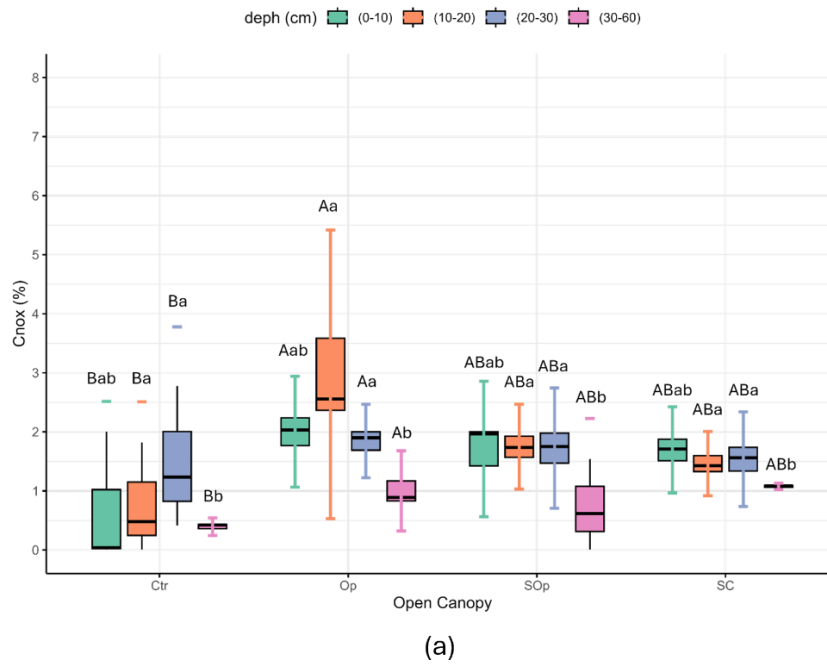 deph (cm) (0-10) (10-20) (20-30) (30-60)
8
7
6
5
4
3
2
1
0
Cnox (%)
Bab Ba Ba Bb
Aab Aa Aa Ab
ABab ABa ABa ABb
ABab ABa ABa ABb
Ctr Op SOp SC
Open Canopy
(a)